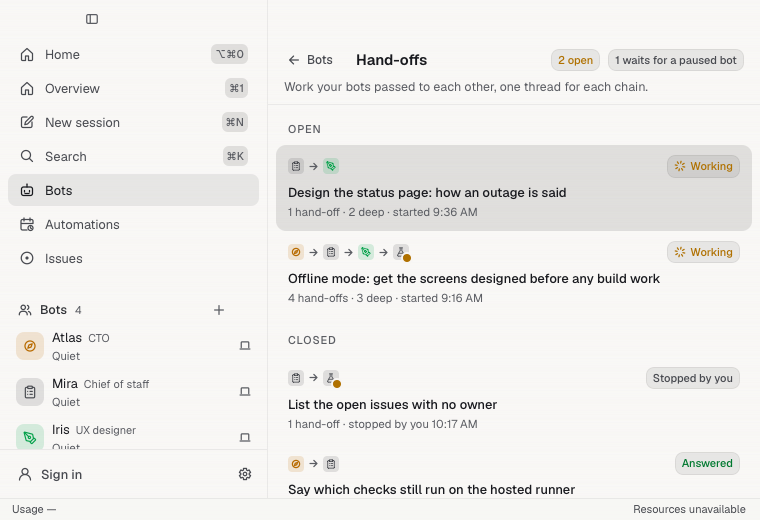 Home ⌥⌘0
Overview ⌘1
New session ⌘N
Search ⌘K
Bots
Automations
Issues
Bots 4
Atlas CTO
Quiet
Mira Chief of staff
Quiet
Iris UX designer
Quiet
Sign in
Bots
Hand-offs
2 open
1 waits for a paused bot
Work your bots passed to each other, one thread for each chain.
OPEN
Working
Design the status page: how an outage is said
1 hand-off · 2 deep · started 9:36 AM
Working
Offline mode: get the screens designed before any build work
4 hand-offs · 3 deep · started 9:16 AM
CLOSED
Stopped by you
List the open issues with no owner
1 hand-off · stopped by you 10:17 AM
Answered
Say which checks still run on the hosted runner
Usage —
Resources unavailable